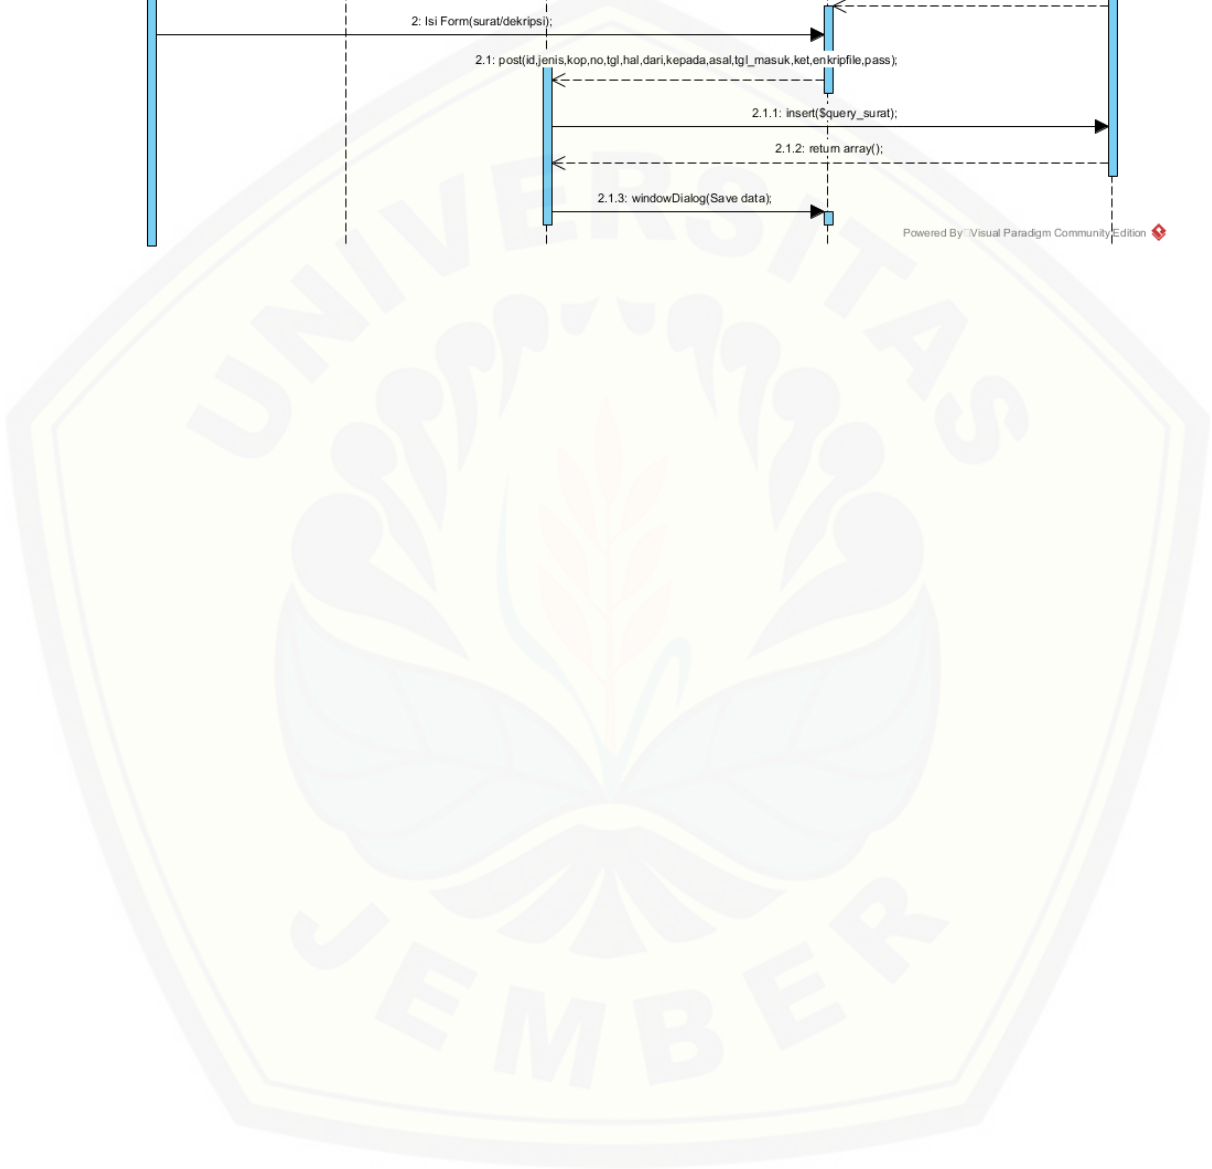 2: Isi Form(surat/dekripsi);
2.1: post(id,jenis,kop,no,tgl,hal,dari,kepada,asal,tgl_masuk,ket,enkripfile,pass);
2.1.1: insert($query_surat);
2.1.2: return array();
2.1.3: windowDialog(Save data);
Powered By Visual Paradigm Community Edition
UNIVERSITAS
JEMBER